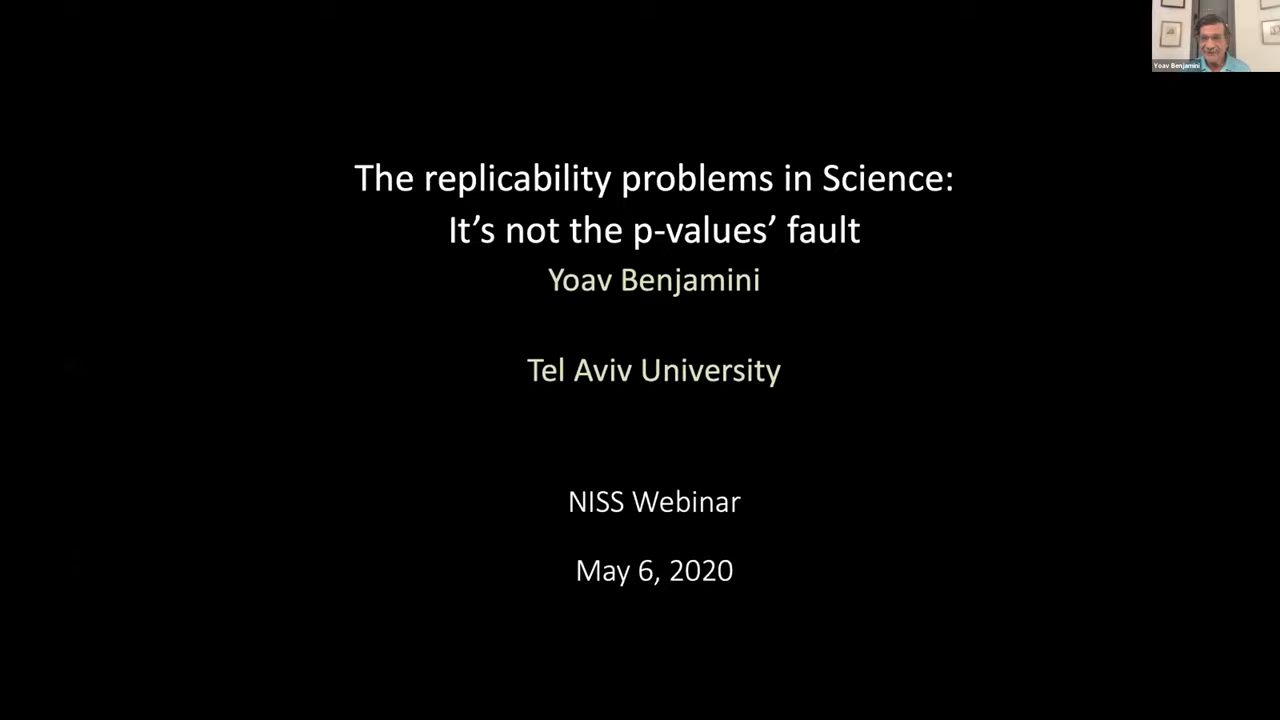 The replicability problems in Science:
It's not the p-values' fault
Yoav Benjamini
Tel Aviv University
NISS Webinar
May 6, 2020
Yoav Benjamini